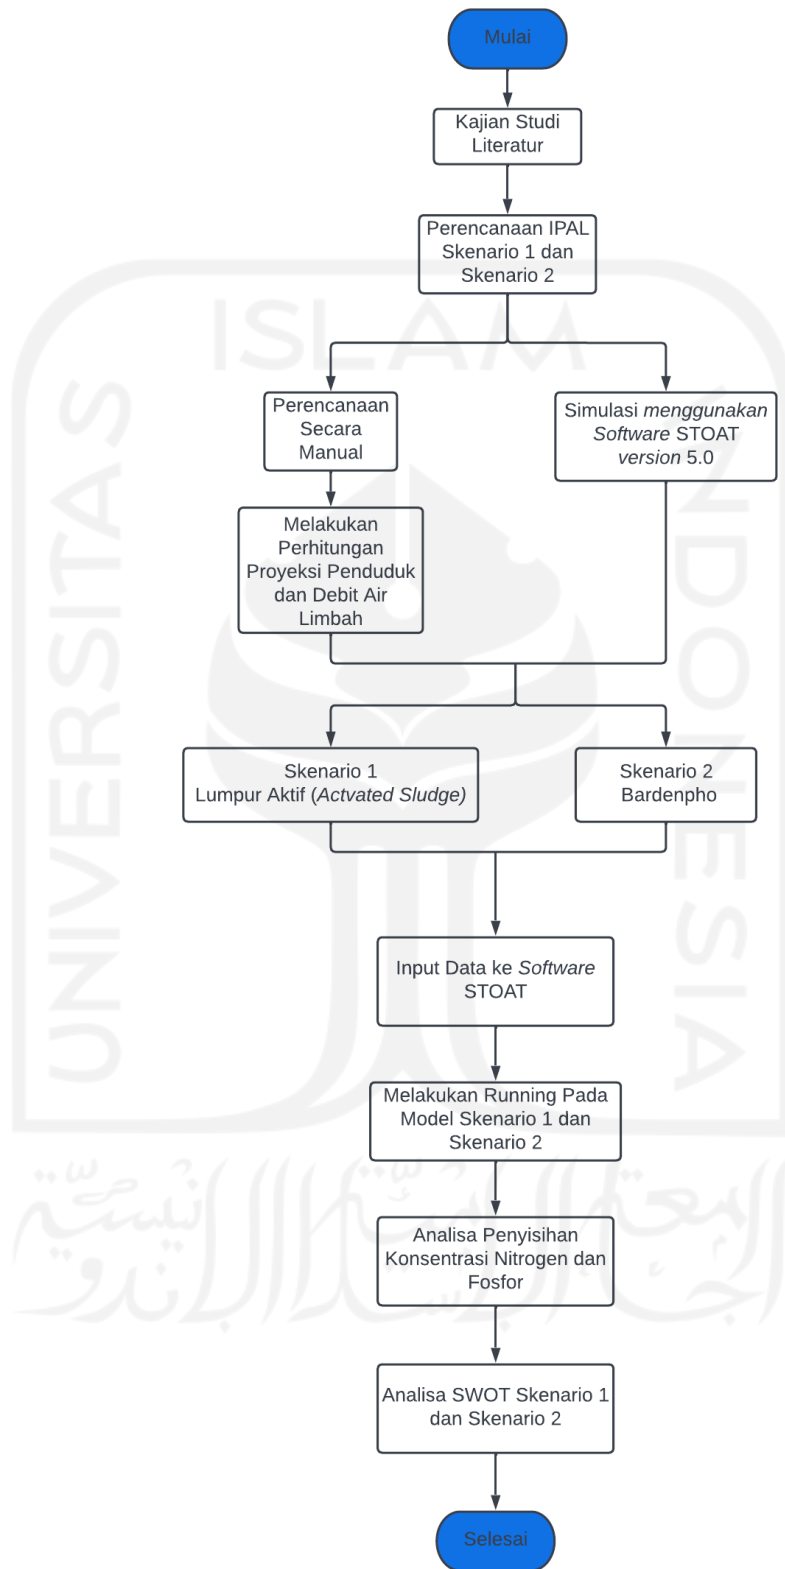 Mulai
Kajian Studi
Literatur
Perencanaan IPAL
Skenario 1 dan
Skenario 2
Perencanaan
Secara
Manual
Simulasi menggunakan
Software STOAT
version 5.0
Melakukan
Perhitungan
Proyeksi Penduduk
dan Debit Air
Limbah
Skenario 1
Lumpur Aktif (Actvated Sludge)
Skenario 2
Bardenpho
Input Data ke Software
STOAT
Melakukan Running Pada
Model Skenario 1 dan
Skenario 2
Analisa Penyisihan
Konsentrasi Nitrogen dan
Fosfor
Analisa SWOT Skenario 1
dan Skenario 2
Selesai
UNIVERSITAS
ISLAM
INDONESIA